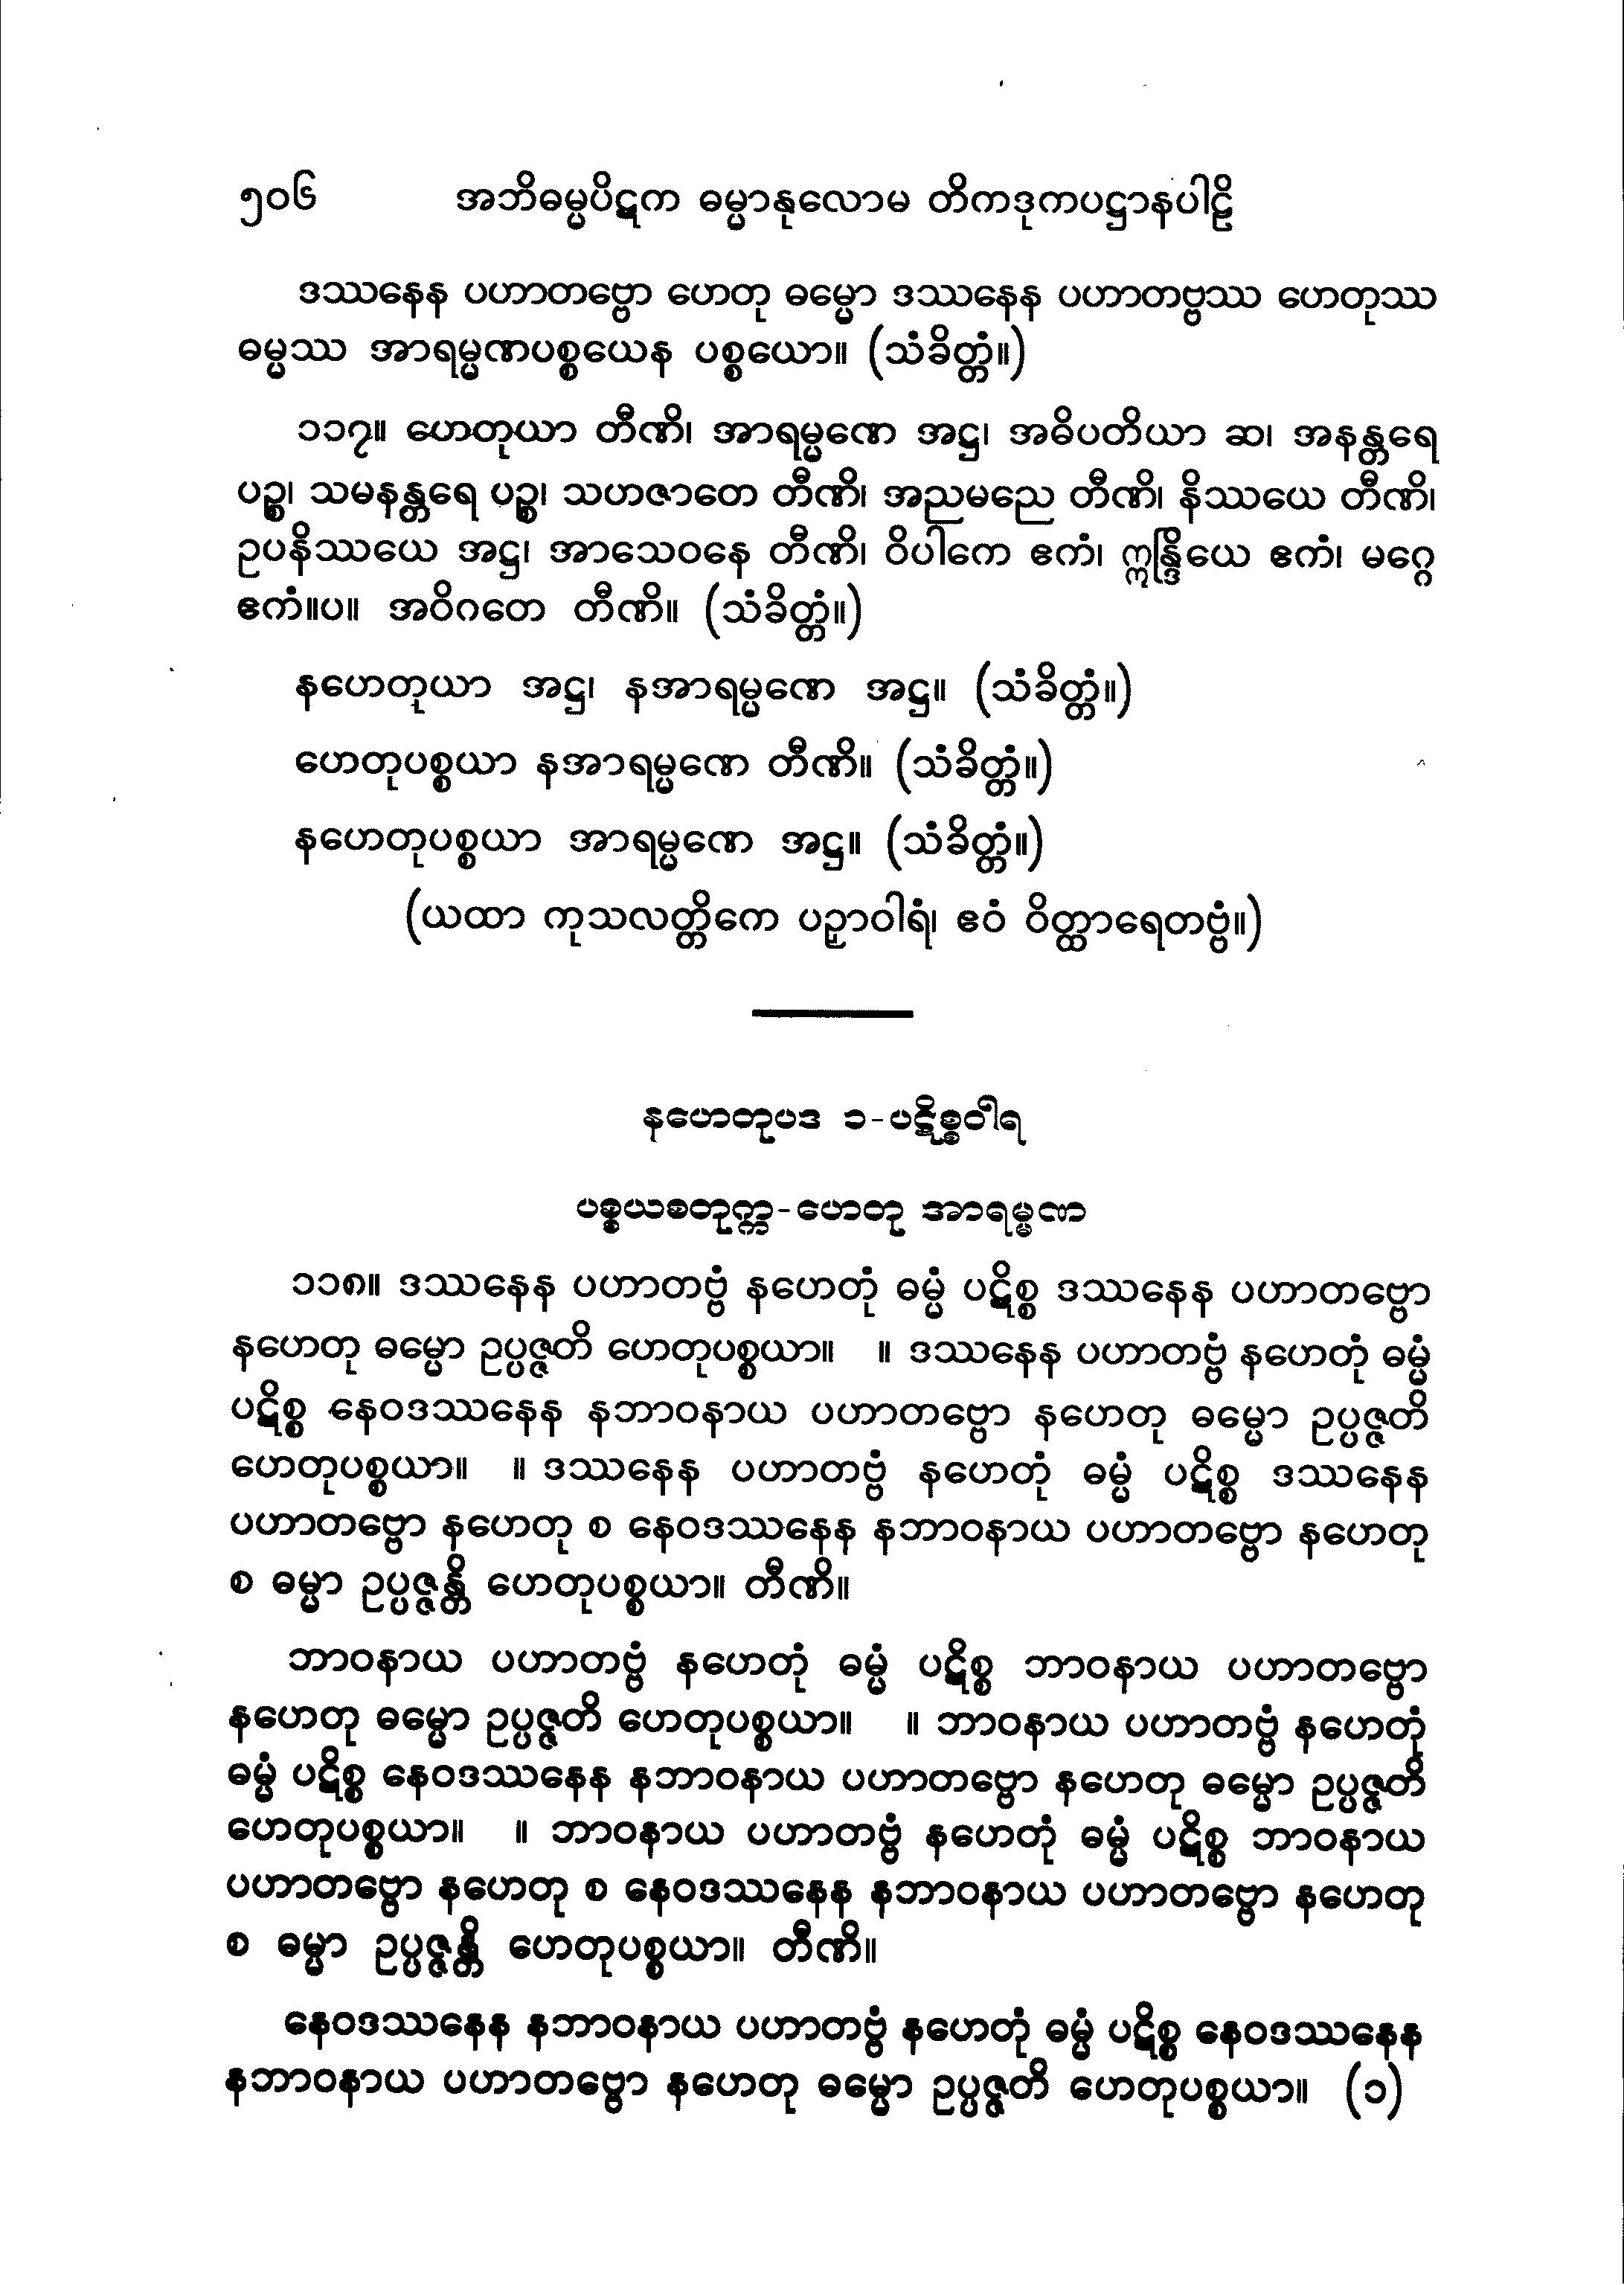 ၅၀၆ အဘိဓမ္မပိဋက ဓမ္မာနုလောမ တိကဒုကပဋ္ဌာနပါဠိ
ဒဿနေန ပဟာတဗ္ဗော ဟေတု ဓမ္မော ဒဿနေန ပဟာတဗ္ဗဿ ဟေတုဿ
ဓမ္မဿ အာရမ္မဏပစ္စယေန ပစ္စယော။ (သံခိတ္တံ။)
၁၁၇။ ဟေတုယာ တီဏိ၊ အာရမ္မဏေ အဋ္ဌ၊ အဓိပတိယာ ဆ၊ အနန္တရေ
ပဉ္စ၊ သမနန္တရေ ပဉ္စ၊ သဟဇာတေ တီဏိ၊ အညမညေ တီဏိ၊ နိဿယေ တီဏိ၊
ဥပနိဿယေ အဋ္ဌ၊ အာသေဝနေ တီဏိ၊ ဝိပါကေ ဧကံ၊ ဣန္ဒြိယေ ဧကံ၊ မဂ္ဂေ
ဧကံ။ပ။ အဝိဂတေ တီဏိ။ (သံခိတ္တံ။)
နဟေတုယာ အဋ္ဌ၊ နအာရမ္မဏေ အဋ္ဌ။ (သံခိတ္တံ။)
ဟေတုပစ္စယာ နအာရမ္မဏေ တီဏိ။ (သံခိတ္တံ။)
နဟေတုပစ္စယာ အာရမ္မဏေ အဋ္ဌ။ (သံခိတ္တံ။)
(ယထာ ကုသလတ္တိကေ ပဉှာဝါရံ၊ ဧဝံ ဝိတ္ထာရေတဗ္ဗံ။)
နဟေတုပဒ ၁-ပဋိစ္စဝါရ
ပစ္စယစတုက္က-ဟေတု အာရမ္မဏ
၁၁၈။ ဒဿနေန ပဟာတဗ္ဗံ နဟေတုံ ဓမ္မံ ပဋိစ္စ ဒဿနေန ပဟာတဗ္ဗော
နဟေတု ဓမ္မော ဥပ္ပဇ္ဇတိ ဟေတုပစ္စယာ။ ။ ဒဿနေန ပဟာတဗ္ဗံ နဟေတုံ ဓမ္မံ
ပဋိစ္စ နေဝဒဿနေန နဘာဝနာယ ပဟာတဗ္ဗော နဟေတု ဓမ္မော ဥပ္ပဇ္ဇတိ
ဟေတုပစ္စယာ။ ။ ဒဿနေန ပဟာတဗ္ဗံ နဟေတုံ ဓမ္မံ ပဋိစ္စ ဒဿနေန
ပဟာတဗ္ဗော နဟေတု စ နေဝဒဿနေန နဘာဝနာယ ပဟာတဗ္ဗော နဟေတု
စ ဓမ္မာ ဥပ္ပဇ္ဇန္တိ ဟေတုပစ္စယာ။ တီဏိ။
ဘာဝနာယ ပဟာတဗ္ဗံ နဟေတုံ ဓမ္မံ ပဋိစ္စ ဘာဝနာယ ပဟာတဗ္ဗော
နဟေတု ဓမ္မော ဥပ္ပဇ္ဇတိ ဟေတုပစ္စယာ။ ။ ဘာဝနာယ ပဟာတဗ္ဗံ နဟေတုံ
ဓမ္မံ ပဋိစ္စ နေဝဒဿနေန နဘာဝနာယ ပဟာတဗ္ဗော နဟေတု ဓမ္မော ဥပ္ပဇ္ဇတိ
ဟေတုပစ္စယာ။ ။ ဘာဝနာယ ပဟာတဗ္ဗံ နဟေတုံ ဓမ္မံ ပဋိစ္စ ဘာဝနာယ
ပဟာတဗ္ဗော နဟေတု စ နေဝဒဿနေန နဘာဝနာယ ပဟာတဗ္ဗော နဟေတု
စ ဓမ္မာ ဥပ္ပဇ္ဇန္တိ ဟေတုပစ္စယာ။ တီဏိ။
နေဝဒဿနေန နဘာဝနာယ ပဟာတဗ္ဗံ နဟေတုံ ဓမ္မံ ပဋိစ္စ နေဝဒဿနေန
နဘာဝနာယ ပဟာတဗ္ဗော နဟေတု ဓမ္မော ဥပ္ပဇ္ဇတိ ဟေတုပစ္စယာ။ (၁)